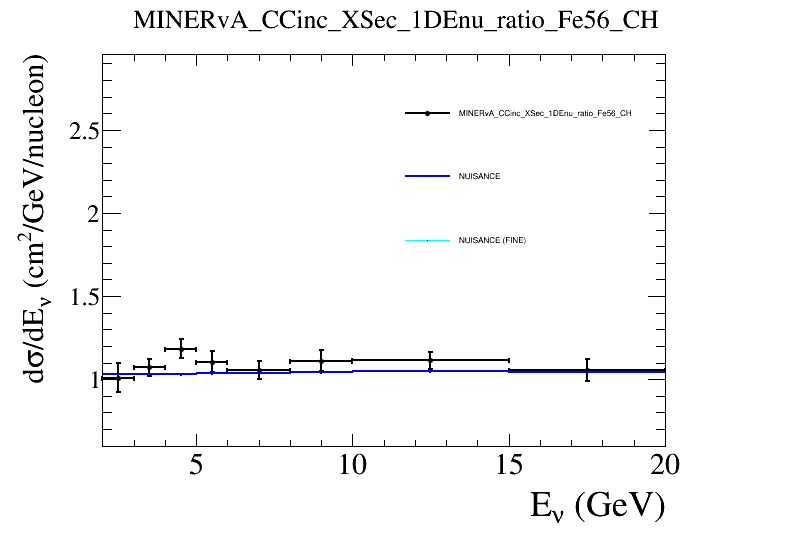 MINERvA_CCinc_XSec_1DEnu_ratio_Fe56_CH
dσ/dEν (cm²/GeV/nucleon)
MINERvA_CCinc_XSec_1DEnu_ratio_Fe56_CH
NUISANCE
NUISANCE (FINE)
2.5
2
1.5
1
5 10 15 20
Eν (GeV)